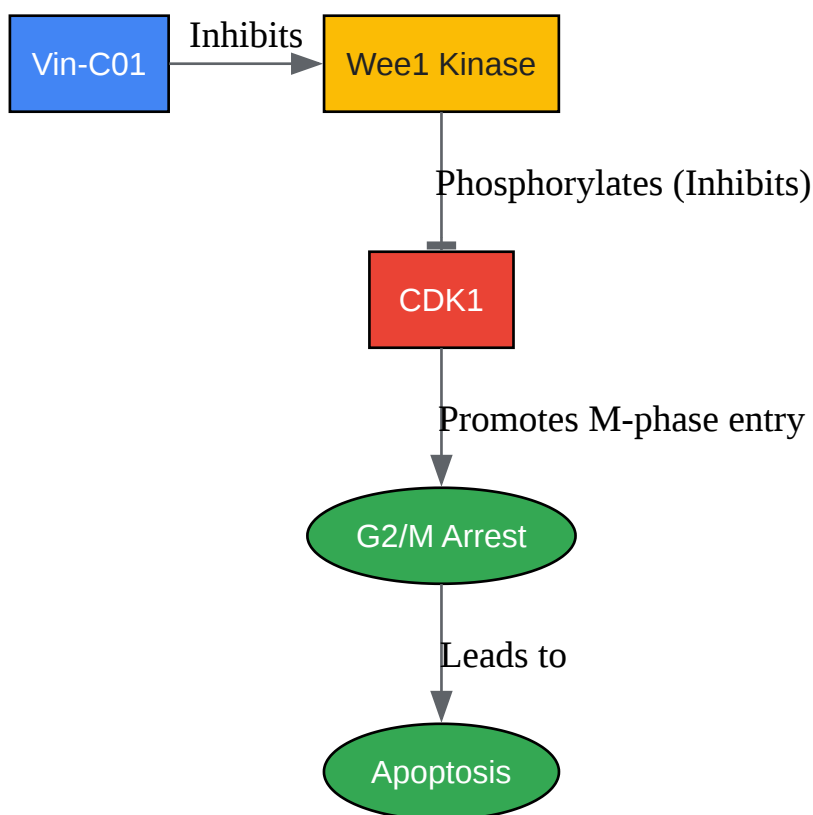 Inhibits
Vin-C01
Wee1 Kinase
Phosphorylates (Inhibits)
CDK1
Promotes M-phase entry
G2/M Arrest
Leads to
Apoptosis